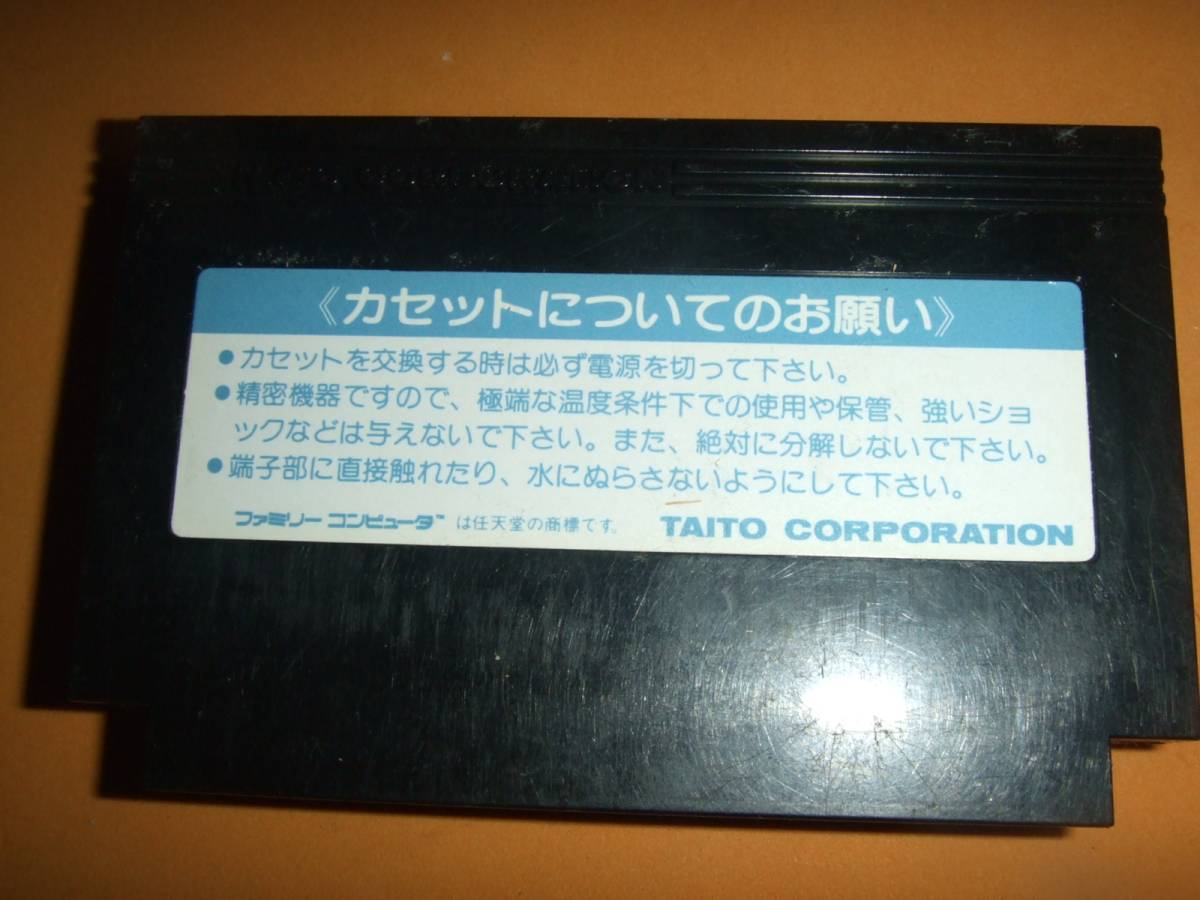 《カセットについてのお願い》
●カセットを交換する時は必ず電源を切って下さい。
●精密機器ですので、極端な温度条件下での使用や保管、強いショ
ックなどは与えないで下さい。また、絶対に分解しないで下さい。
●端子部に直接触れたり、水にぬらさないようにして下さい。
ファミリーコンピュータ™は任天堂の商標です。 TAITO CORPORATION